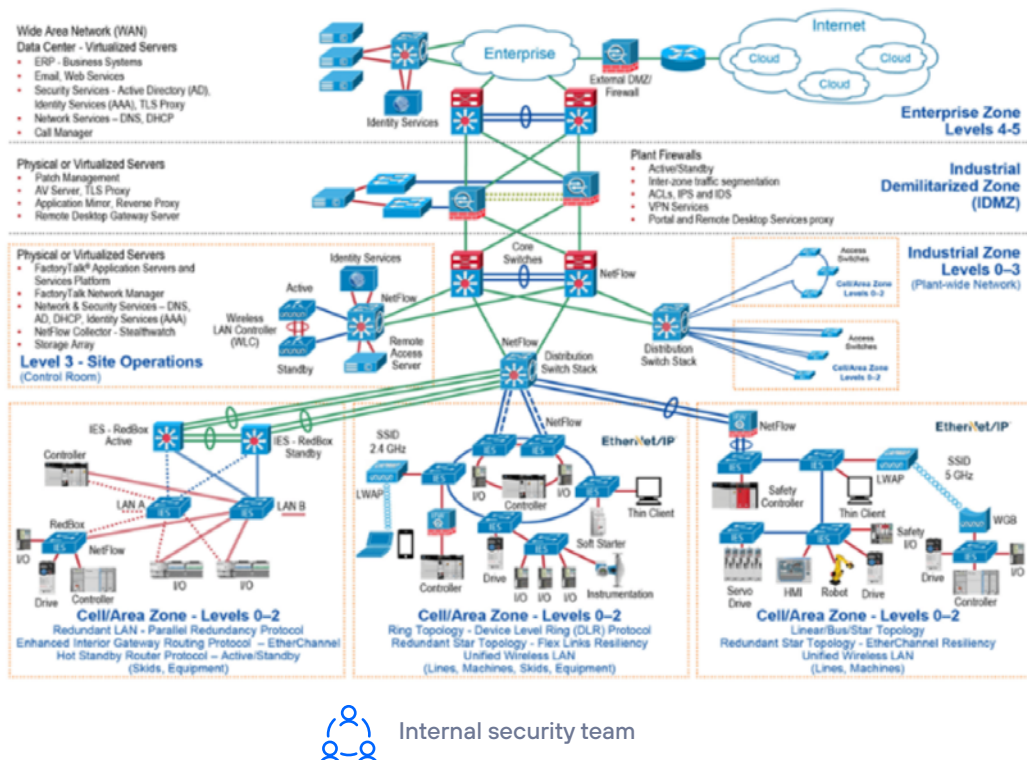 Wide Area Network (WAN)
Data Center - Virtualized Servers
• ERP - Business Systems
• Email, Web Services
• Security Services - Active Directory (AD),
Identity Services (AAA), TLS Proxy
• Network Services – DNS, DHCP
• Call Manager
Enterprise
Identity Services
External DMZ/
Firewall
Internet
Cloud
Cloud
Cloud
Enterprise Zone
Levels 4-5
Physical or Virtualized Servers
• Patch Management
• AV Server, TLS Proxy
• Application Mirror, Reverse Proxy
• Remote Desktop Gateway Server
Plant Firewalls
• Active/Standby
• Inter-zone traffic segmentation
• ACLs, IPS and IDS
• VPN Services
• Portal and Remote Desktop Services proxy
Industrial
Demilitarized Zone
(IDMZ)
Physical or Virtualized Servers
• FactoryTalk® Application Servers and
Services Platform
• FactoryTalk Network Manager
• Network & Security Services – DNS,
AD, DHCP, Identity Services (AAA)
• NetFlow Collector - Stealthwatch
• Storage Array
Level 3 - Site Operations
(Control Room)
Identity Services
Active
NetFlow
Wireless
LAN Controller
(WLC)
Standby
Remote
Access
Server
Core
Switches
NetFlow
NetFlow
Distribution
Switch Stack
Distribution
Switch Stack
Access
Switches
Cell/Area Zone
Levels 0–2
Access
Switches
Cell/Area Zone
Levels 0–2
Industrial Zone
Levels 0–3
(Plant-wide Network)
IES - RedBox
Active
IES - RedBox
Standby
Controller
LAN A
IES
LAN B
IES
RedBox
IES
NetFlow
I/O
Drive
Controller
I/O
I/O
Cell/Area Zone - Levels 0–2
Redundant LAN - Parallel Redundancy Protocol
Enhanced Interior Gateway Routing Protocol – EtherChannel
Hot Standby Router Protocol – Active/Standby
(Skids, Equipment)
SSID
2.4 GHz
LWAP
NetFlow
EtherNet/IP
IES
IES
IES
I/O
Controller
I/O
IES
Thin Client
IES
Soft Starter
Controller
Drive
IES
I/O
I/O
I/O
Instrumentation
Cell/Area Zone - Levels 0–2
Ring Topology - Device Level Ring (DLR) Protocol
Redundant Star Topology - Flex Links Resiliency
Unified Wireless LAN
(Lines, Machines, Skids, Equipment)
NetFlow
EtherNet/IP
IES
IES
LWAP
SSID
5 GHz
Safety
Controller
Thin Client
WGB
IES
Safety
I/O
IES
I/O
Servo
Drive
HMI
Robot
Drive
Controller
Cell/Area Zone - Levels 0–2
Linear/Bus/Star Topology
Redundant Star Topology - EtherChannel Resiliency
Unified Wireless LAN
(Lines, Machines)
Internal security team